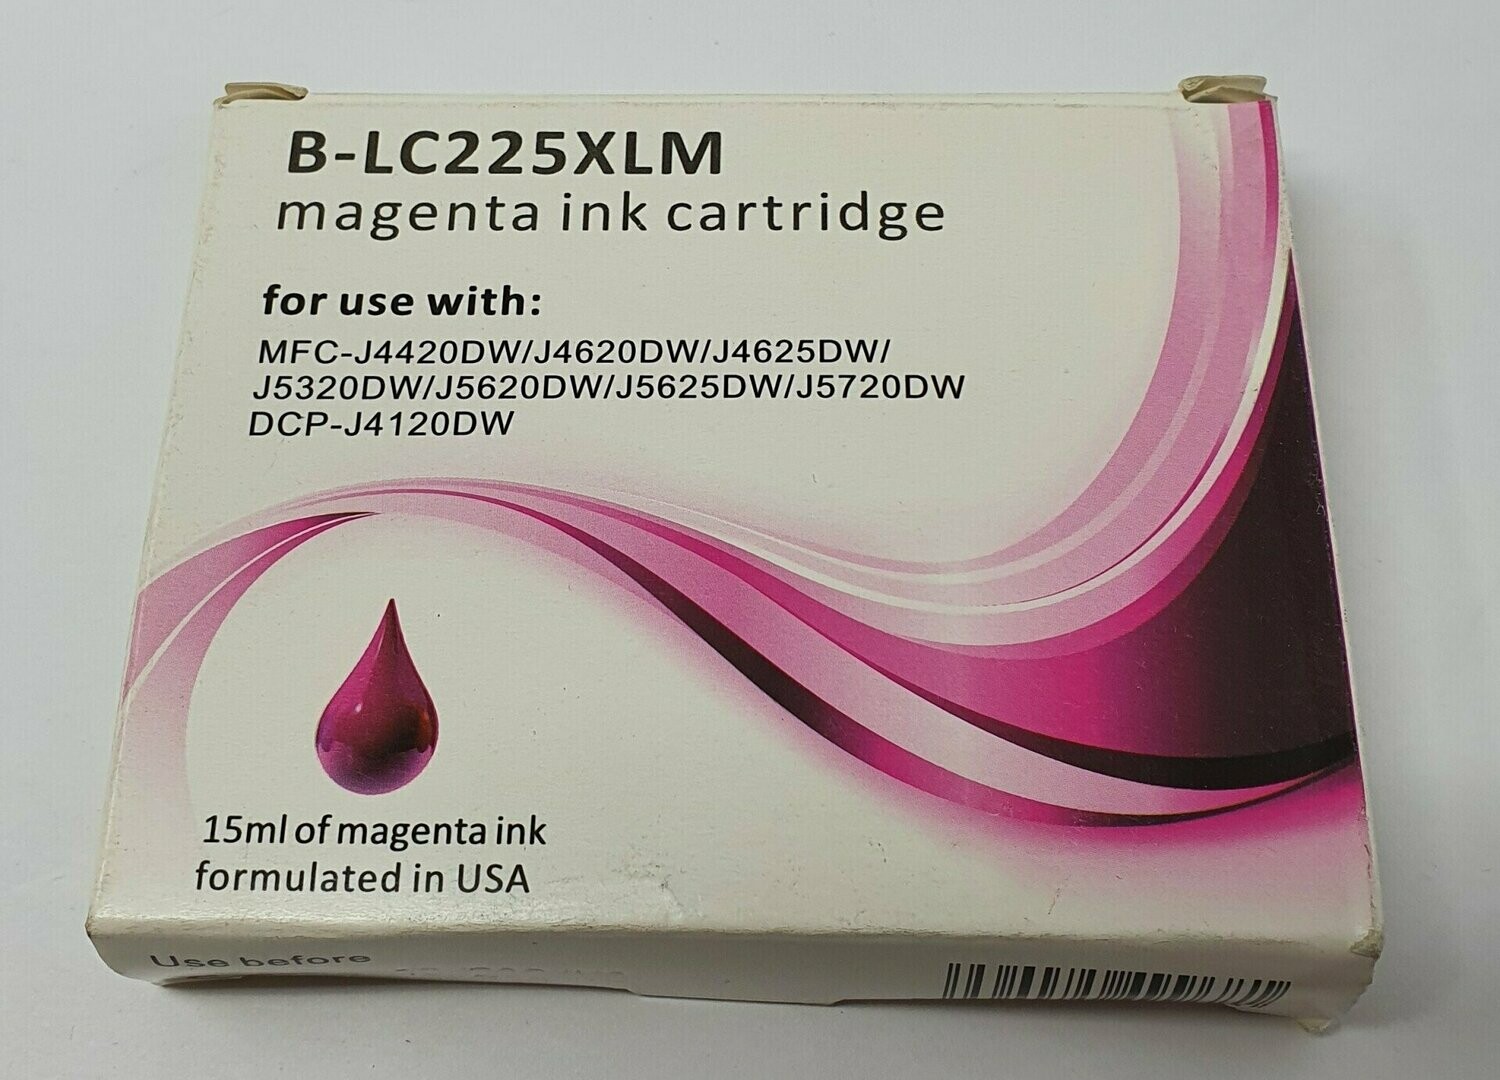 B-LC225XLM
magenta ink cartridge
for use with:
MFC-J4420DW/J4620DW/J4625DW/
J5320DW/J5620DW/J5625DW/J5720DW
DCP-J4120DW
15ml of magenta ink
formulated in USA
Use before